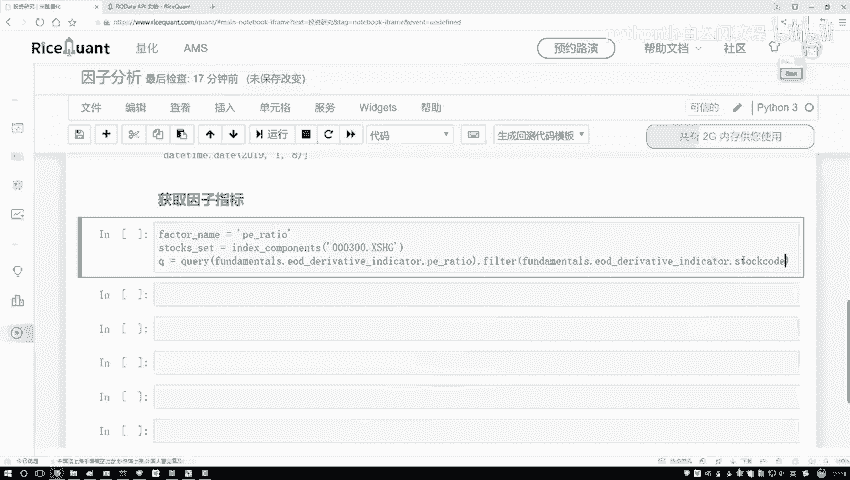 RQData API 文档 - RiceQuant
RiceQuant 量化 AMS 预约路演 帮助文档 社区
因子分析 最后检查: 17 分钟前 (未保存改变)
文件 编辑 查看 插入 单元格 服务 Widgets 帮助 可信的 Python 3
运行 代码 生成回测代码模板 共有 2G 内存供您使用
datetime.date(2019, 1, 8)]
获取因子指标
In [ ]: factor_name = 'pe_ratio'
stocks_set = index_components('000300.XSHG')
q = query(fundamentals.eod_derivative_indicator.pe_ratio).filter(fundamentals.eod_derivative_indicator.stockcode)
In [ ]:
In [ ]:
In [ ]:
In [ ]:
In [ ]: